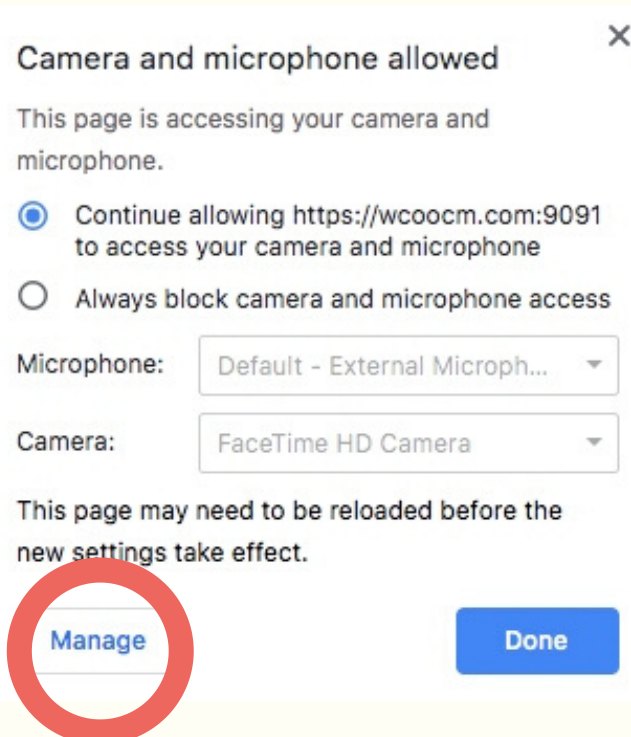 Camera and microphone allowed
This page is accessing your camera and
microphone.
Continue allowing https://wcoocm.com:9091
to access your camera and microphone
Always block camera and microphone access
Microphone: Default - External Microph...
Camera: FaceTime HD Camera
This page may need to be reloaded before the
new settings take effect.
Manage Done